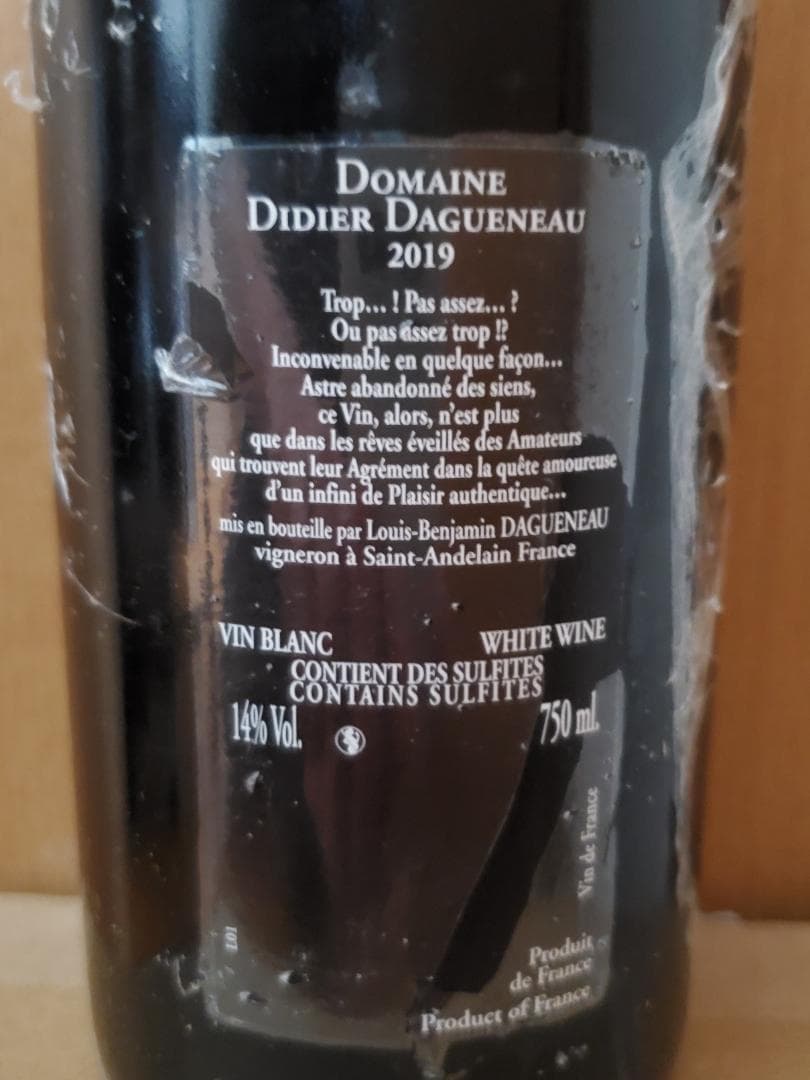 DOMAINE
DIDIER DAGUENEAU
2019
Trop... ! Pas assez... ?
Ou pas assez trop !?
Inconvenable en quelque façon...
Astre abandonné des siens,
ce Vin, alors, n'est plus
que dans les rêves éveillés des Amateurs
qui trouvent leur Agrément dans la quête amoureuse
d'un infini de Plaisir authentique...
mis en bouteille par Louis-Benjamin DAGUENEAU
vigneron à Saint-Andelain France
VIN BLANC WHITE WINE
CONTIENT DES SULFITES
CONTAINS SULFITES
14% Vol. 750 ml.
Vin de France
Produit
de France
Product of France